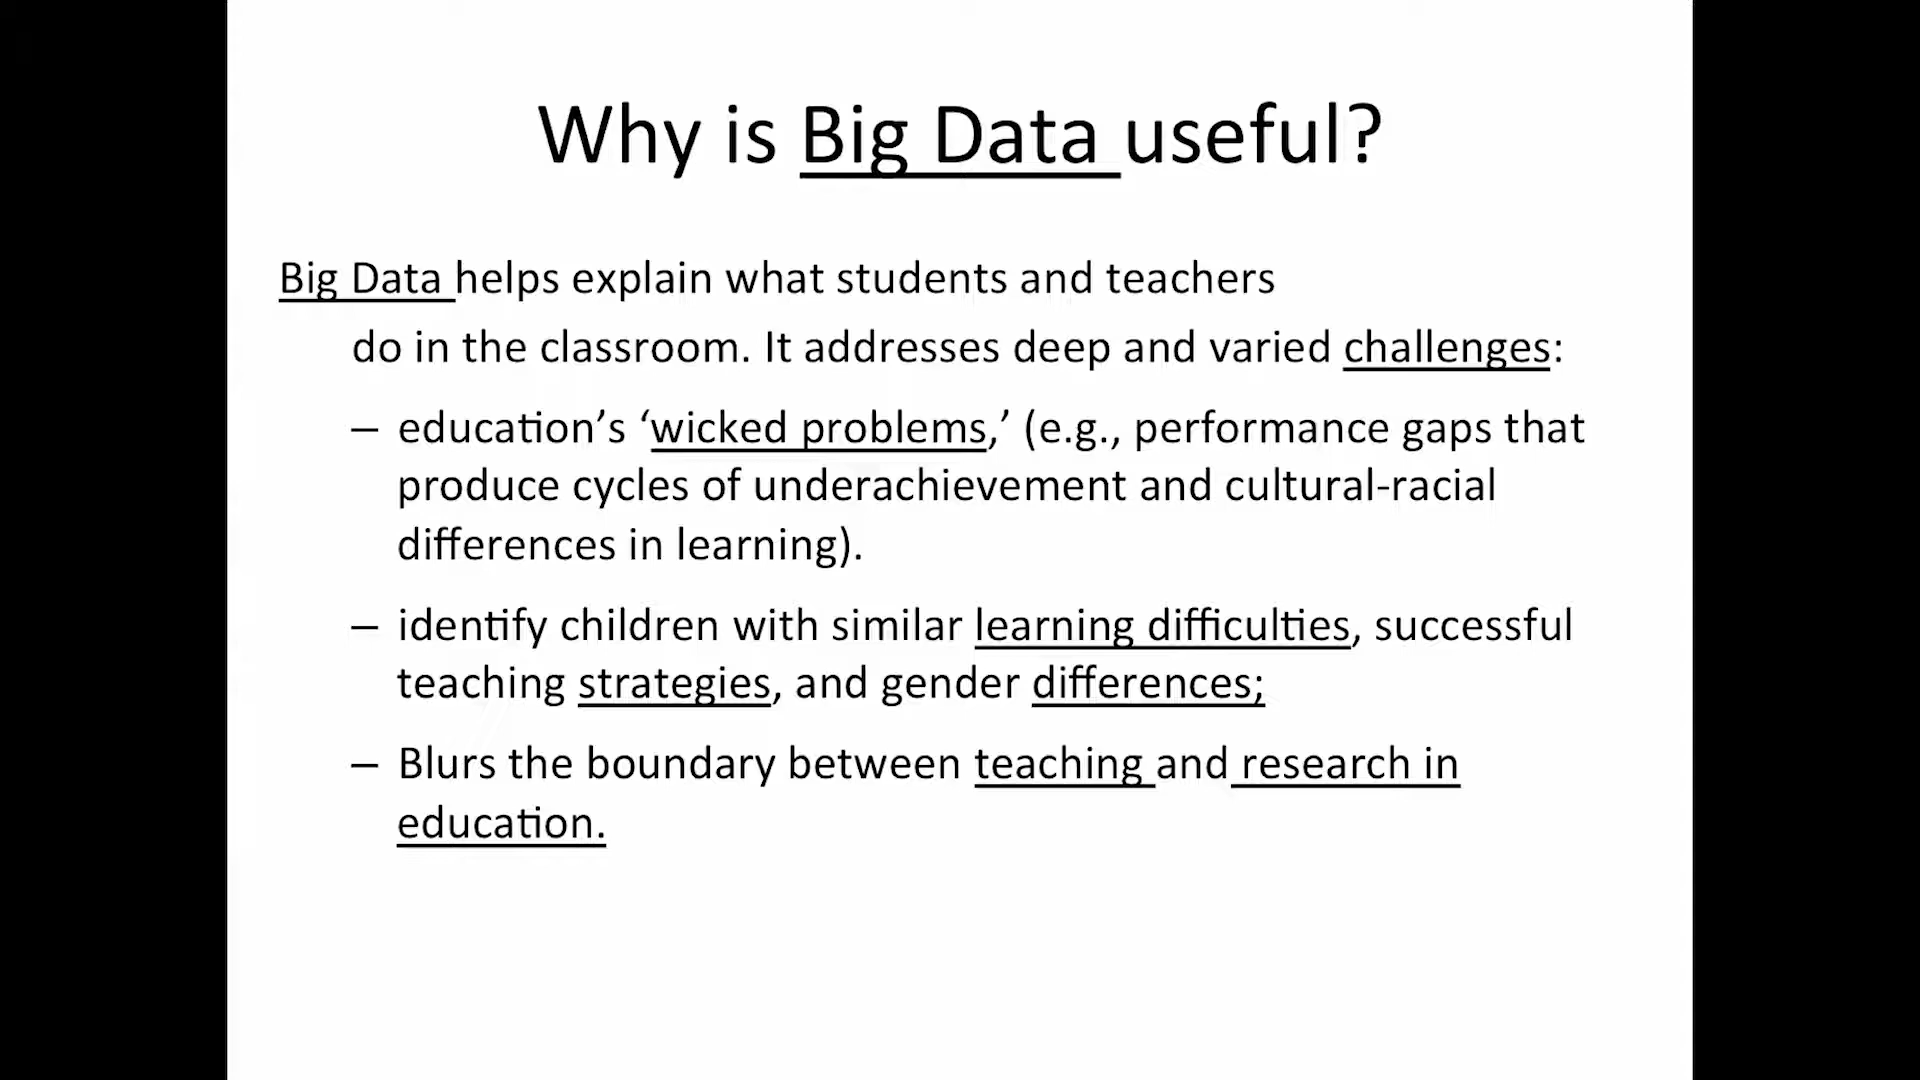 Why is Big Data useful?
Big Data helps explain what students and teachers
do in the classroom. It addresses deep and varied challenges:
– education’s ‘wicked problems,’ (e.g., performance gaps that
produce cycles of underachievement and cultural-racial
differences in learning).
– identify children with similar learning difficulties, successful
teaching strategies, and gender differences;
– Blurs the boundary between teaching and research in
education.